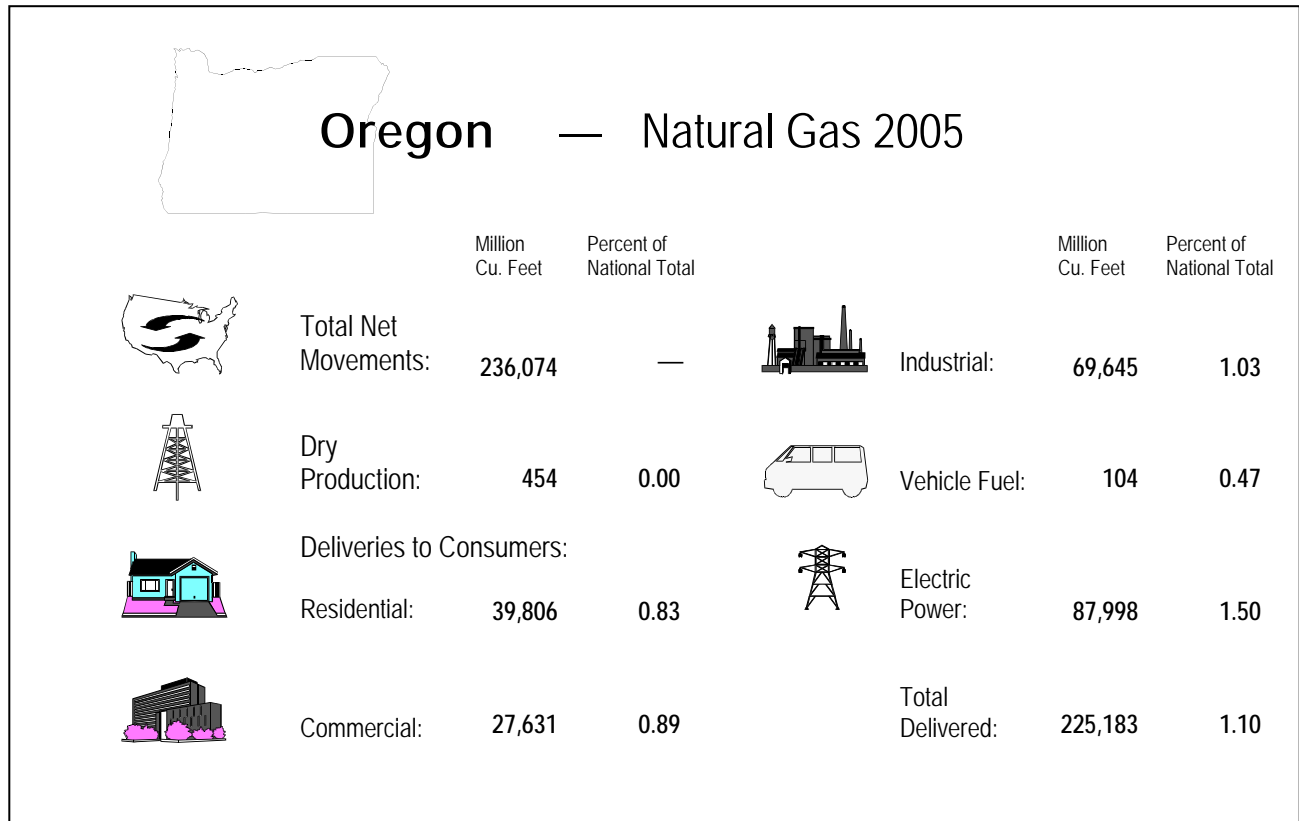 Oregon — Natural Gas 2005
Million
Cu. Feet
Percent of
National Total
Total Net
Movements: 236,074 —
Dry
Production: 454 0.00
Deliveries to Consumers:
Residential: 39,806 0.83
Commercial: 27,631 0.89
Million
Cu. Feet
Percent of
National Total
Industrial: 69,645 1.03
Vehicle Fuel: 104 0.47
Electric
Power: 87,998 1.50
Total
Delivered: 225,183 1.10